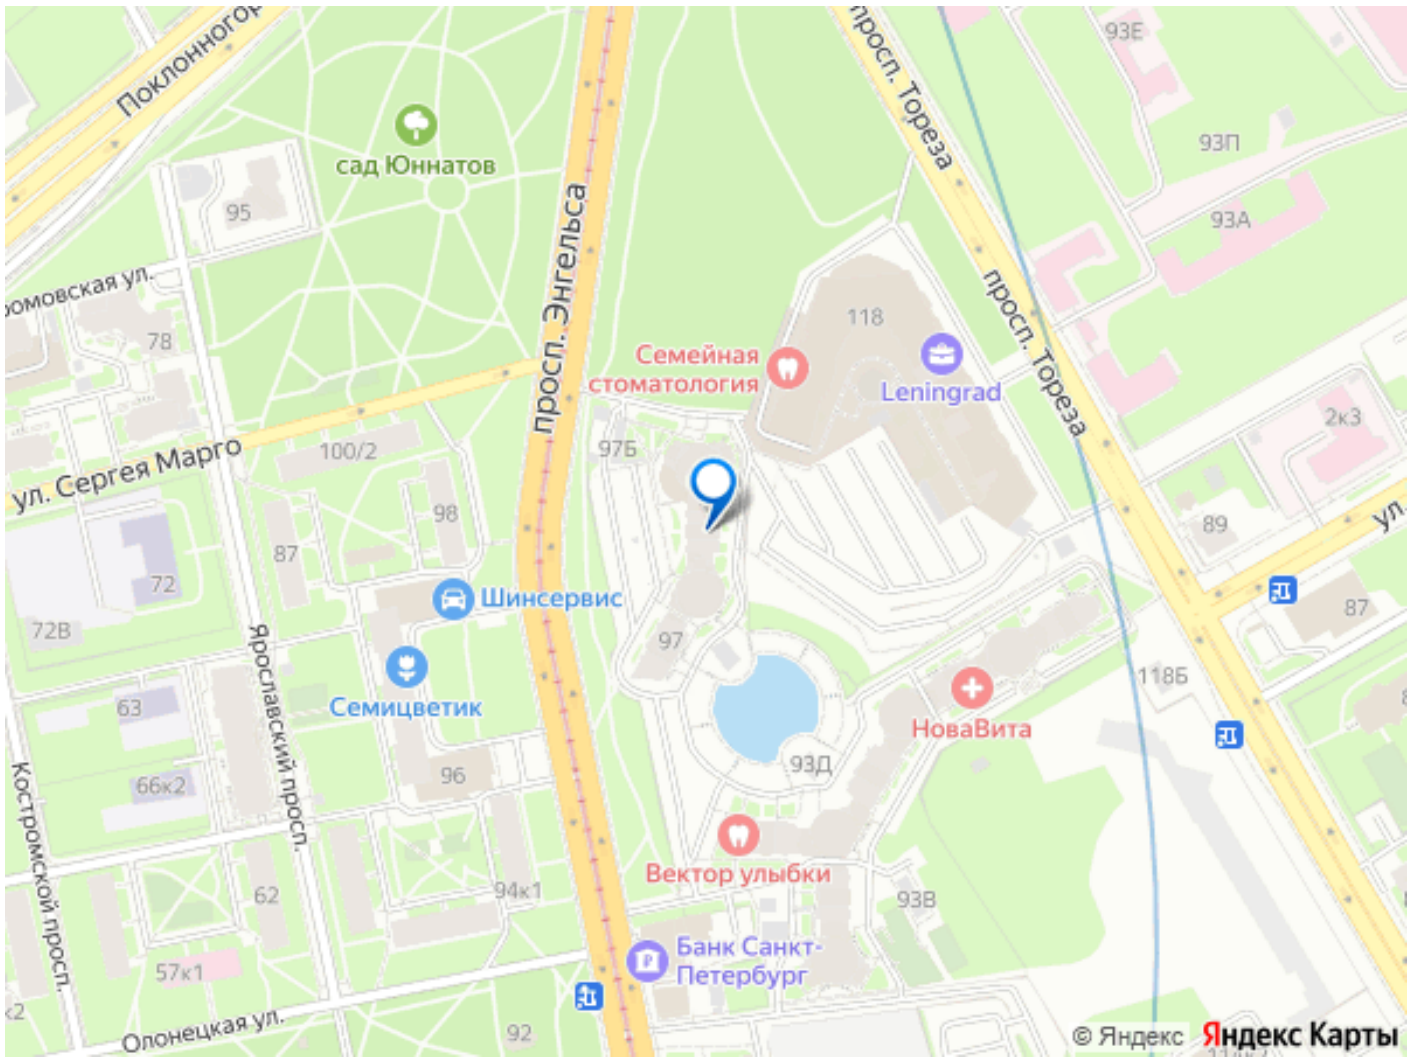 Поклонного
просп. Тореза
93Е
93П
сад Юннатов
95
93А
просп. Энгельса
ромовская ул.
78
118
просп. Тореза
Семейная
стоматология
Leningrad
2к3
97Б
100/2
ул. Сергея Марго
98
89
ул.
87
72
Шинсервис
87
72В
97
Ярославский просп.
118Б
Семицветик
63
НоваВита
93Д
96
66к2
Костромской просп.
Вектор улыбки
62
94к1
93В
Банк Санкт-
Петербург
57к1
Олонецкая ул.
92
© Яндекс Яндекс Карты